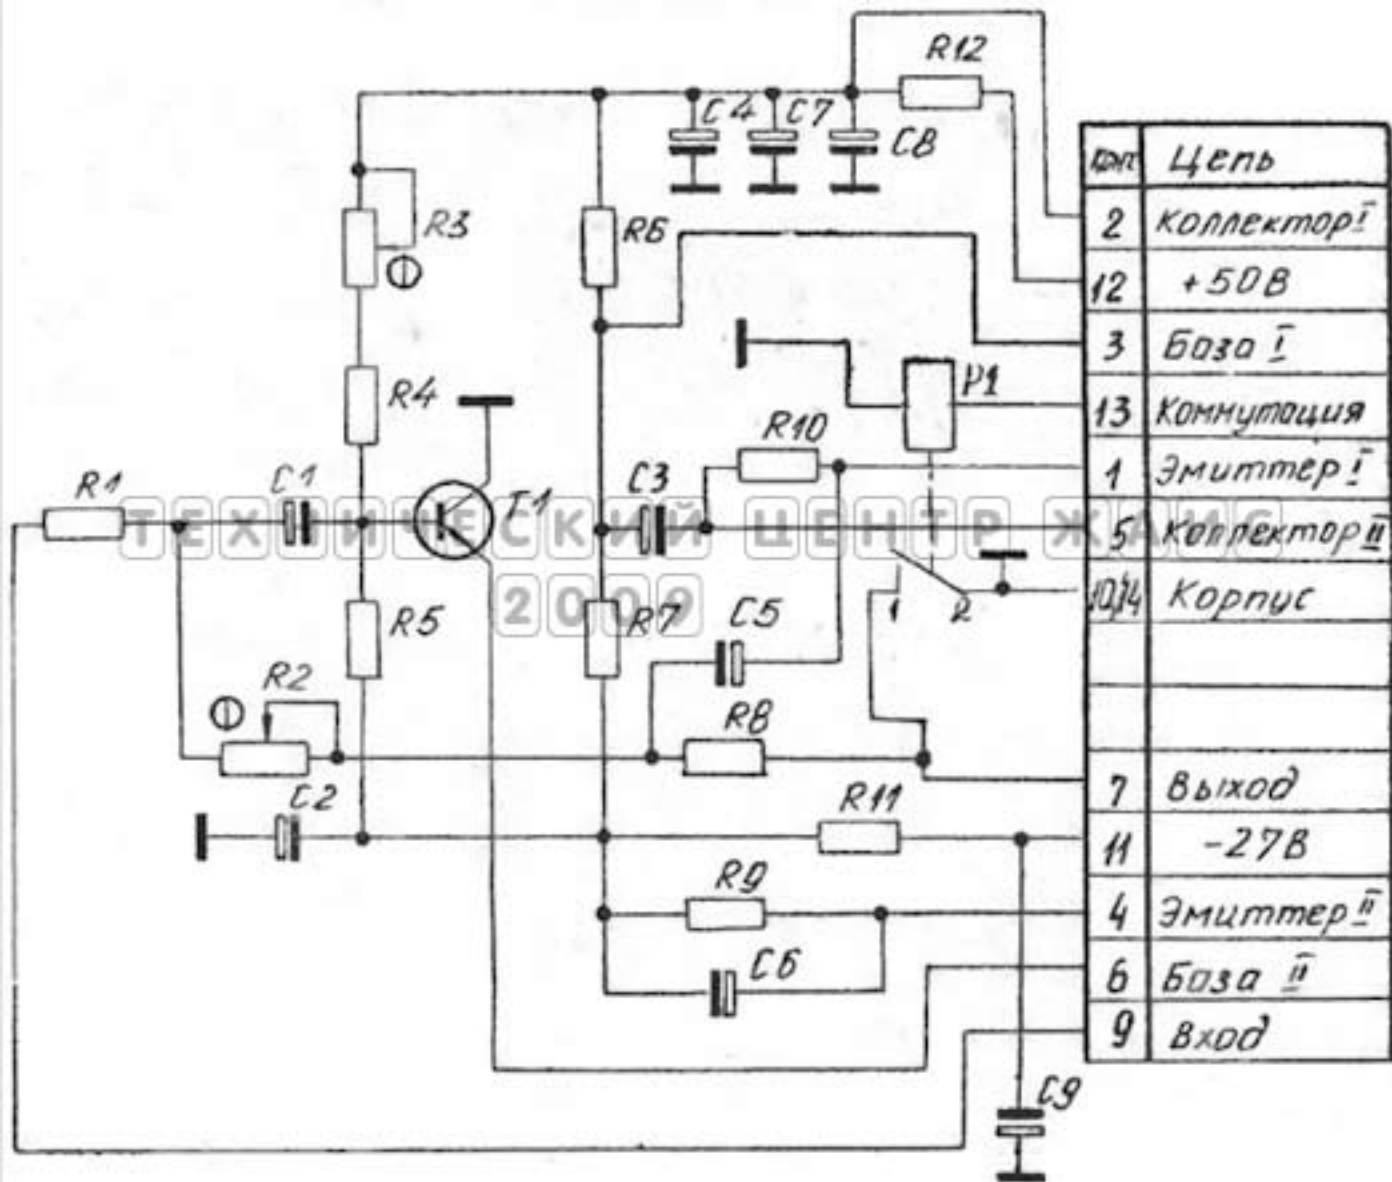 R12
C4 C7
C8
Цепь
2 Коллектор I
R3
R6
12 +50В
3 База I
P1
R4
13 Коммутация
R10
1 Эмиттер I
R1
C1
T1
C3
5 Коллектор II
ТЕХНИЧЕСКИЙ ЦЕНТР ЖАИС
2009
1 2
10,14 Корпус
R5
R7
C5
R2
R8
7 Выход
C2
R11
11 -27В
R9
4 Эмиттер II
C6
6 База II
9 Вход
C9